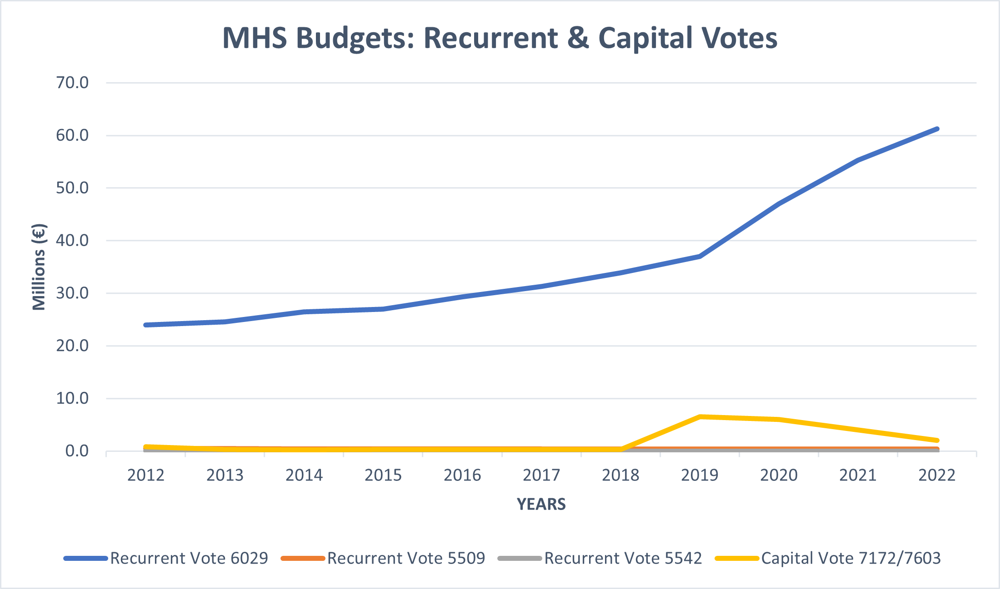 MHS Budgets: Recurrent & Capital Votes
70.0
60.0
50.0
40.0
30.0
20.0
10.0
0.0
Millions (€)
2012 2013 2014 2015 2016 2017 2018 2019 2020 2021 2022
YEARS
Recurrent Vote 6029 Recurrent Vote 5509 Recurrent Vote 5542 Capital Vote 7172/7603